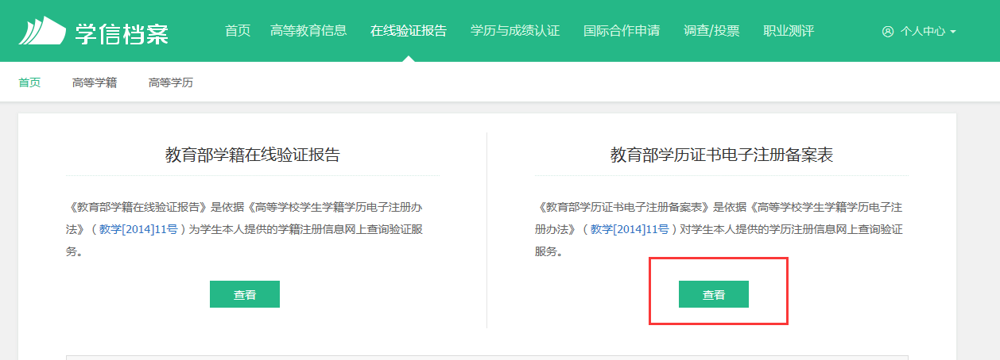 学信档案
首页 高等教育信息 在线验证报告 学历与成绩认证 国际合作申请 调查/投票 职业测评 个人中心
首页 高等学籍 高等学历
教育部学籍在线验证报告
《教育部学籍在线验证报告》是依据《高等学校学生学籍学历电子注册办
法》（教学[2014]11号）为学生本人提供的学籍注册信息网上查询验证服
务。
查看
教育部学历证书电子注册备案表
《教育部学历证书电子注册备案表》是依据《高等学校学生学籍学历电子注
册办法》（教学[2014]11号）对学生本人提供的学历注册信息网上查询验证
服务。
查看